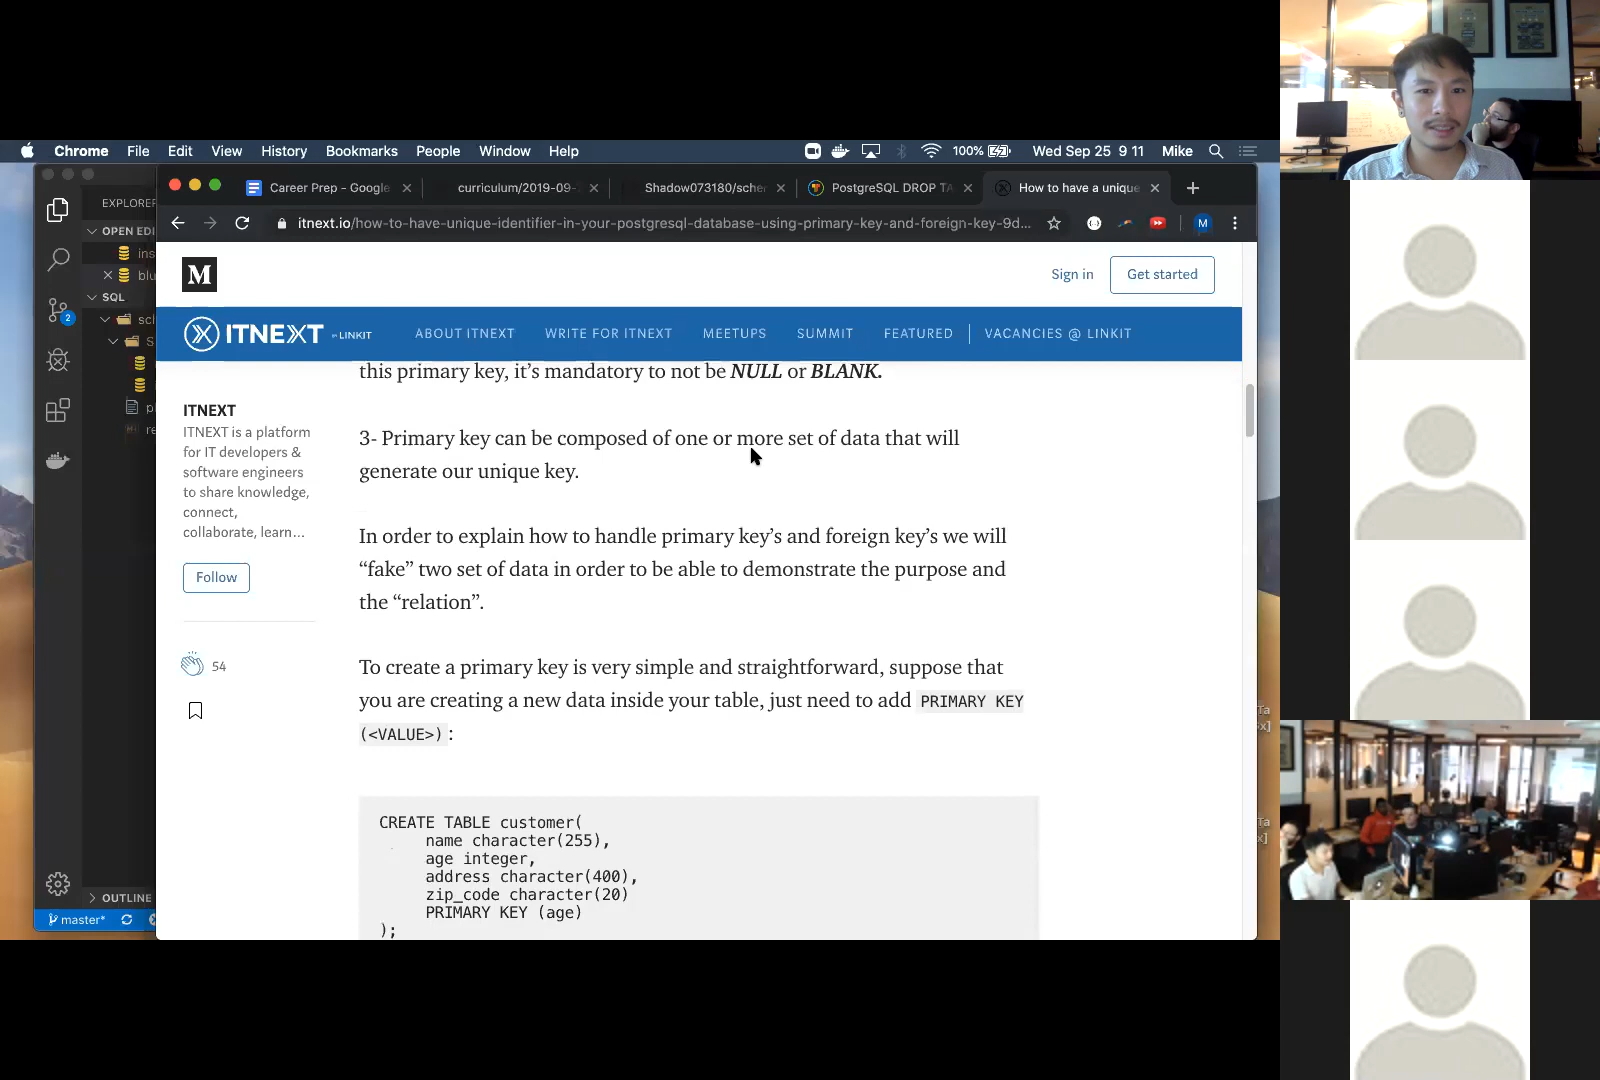 Chrome File Edit View History Bookmarks People Window Help 100% Wed Sep 25 9 11 Mike
Career Prep - Google
curriculum/2019-09-
Shadow073180/sche
PostgreSQL DROP TA
How to have a unique
itnext.io/how-to-have-unique-identifier-in-your-postgresql-database-using-primary-key-and-foreign-key-9d...
M
EXPLORER
OPEN EDI
ins
blu
SQL
scl
S
pl
re
2
OUTLINE
master*
M
Sign in
Get started
ITNEXT BY LINKIT
ABOUT ITNEXT
WRITE FOR ITNEXT
MEETUPS
SUMMIT
FEATURED
VACANCIES @ LINKIT
ITNEXT
ITNEXT is a platform
for IT developers &
software engineers
to share knowledge,
connect,
collaborate, learn...
Follow
54
this primary key, it’s mandatory to not be NULL or BLANK.
3- Primary key can be composed of one or more set of data that will
generate our unique key.
In order to explain how to handle primary key’s and foreign key’s we will
“fake” two set of data in order to be able to demonstrate the purpose and
the “relation”.
To create a primary key is very simple and straightforward, suppose that
you are creating a new data inside your table, just need to add PRIMARY KEY
(<VALUE>) :
CREATE TABLE customer(
name character(255),
age integer,
address character(400),
zip_code character(20)
PRIMARY KEY (age)
);
Ta
x]
Ta
x]